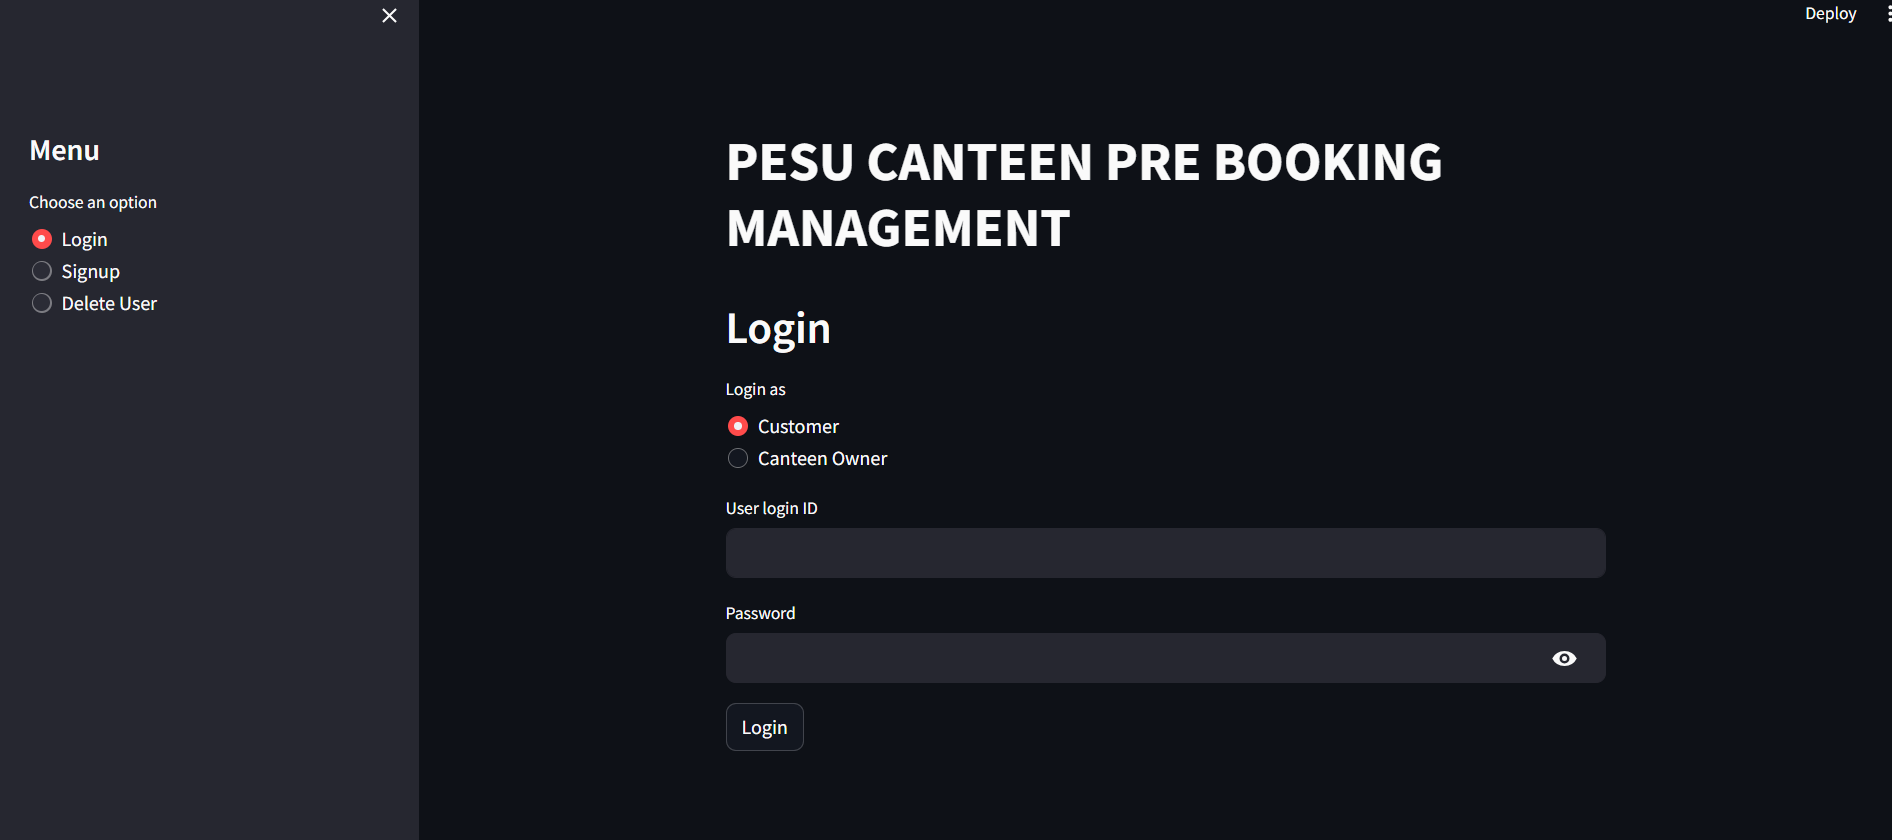 Deploy
Menu
Choose an option
Login
Signup
Delete User
PESU CANTEEN PRE BOOKING
MANAGEMENT
Login
Login as
Customer
Canteen Owner
User login ID
Password
Login